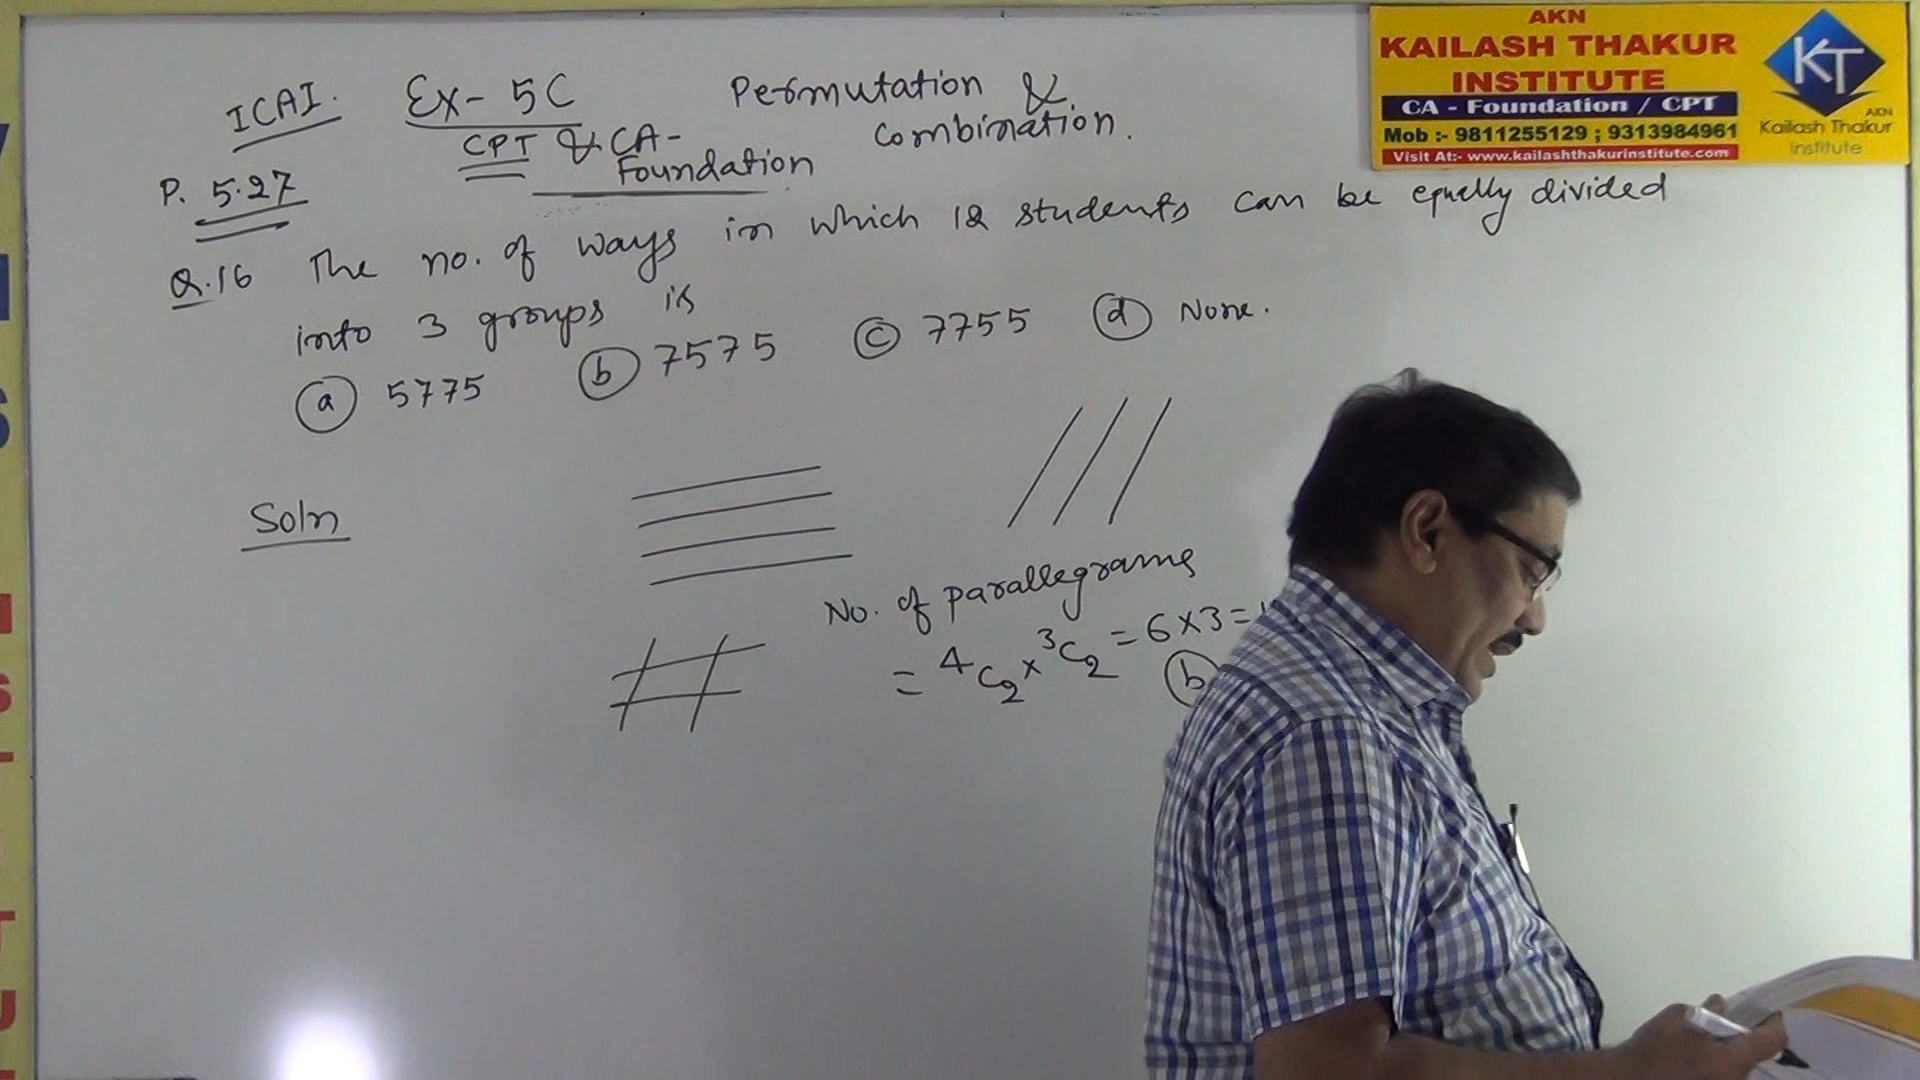 AKN
KAILASH THAKUR
INSTITUTE
CA - Foundation / CPT
Mob :- 9811255129 ; 9313984961
Visit At:- www.kailashthakurinstitute.com
KT
AKN
Kailash Thakur
Institute
ICAI. Ex- 5C Permutation &
CPT & CA- Combination.
Foundation
P. 5.27
Q.16 The no. of ways in which 12 students can be equally divided
into 3 groups is
(a) 5775 (b) 7575 (c) 7755 (d) None.
Soln
No. of parallegrams
= ⁴C₂ × ³C₂ = 6×3 =
(b)